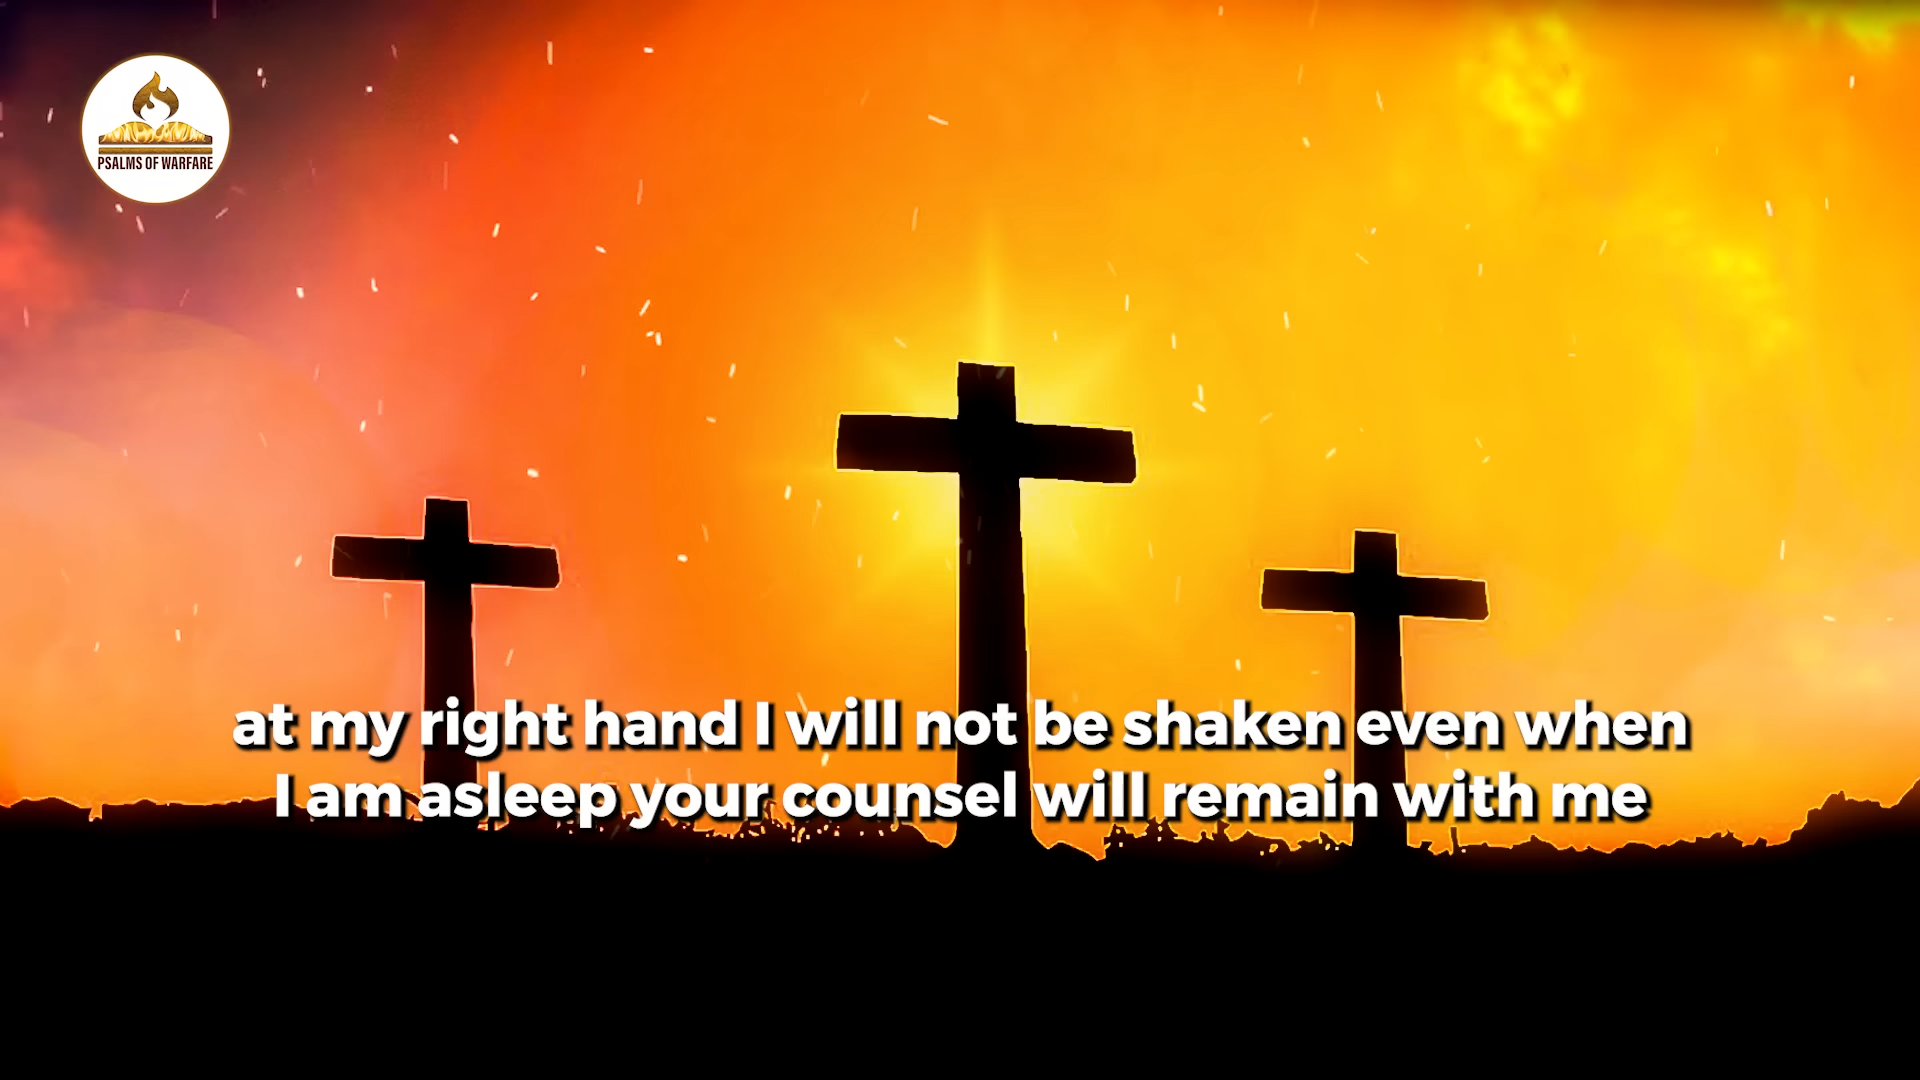 PSALMS OF WARFARE
at my right hand I will not be shaken even when
I am asleep your counsel will remain with me